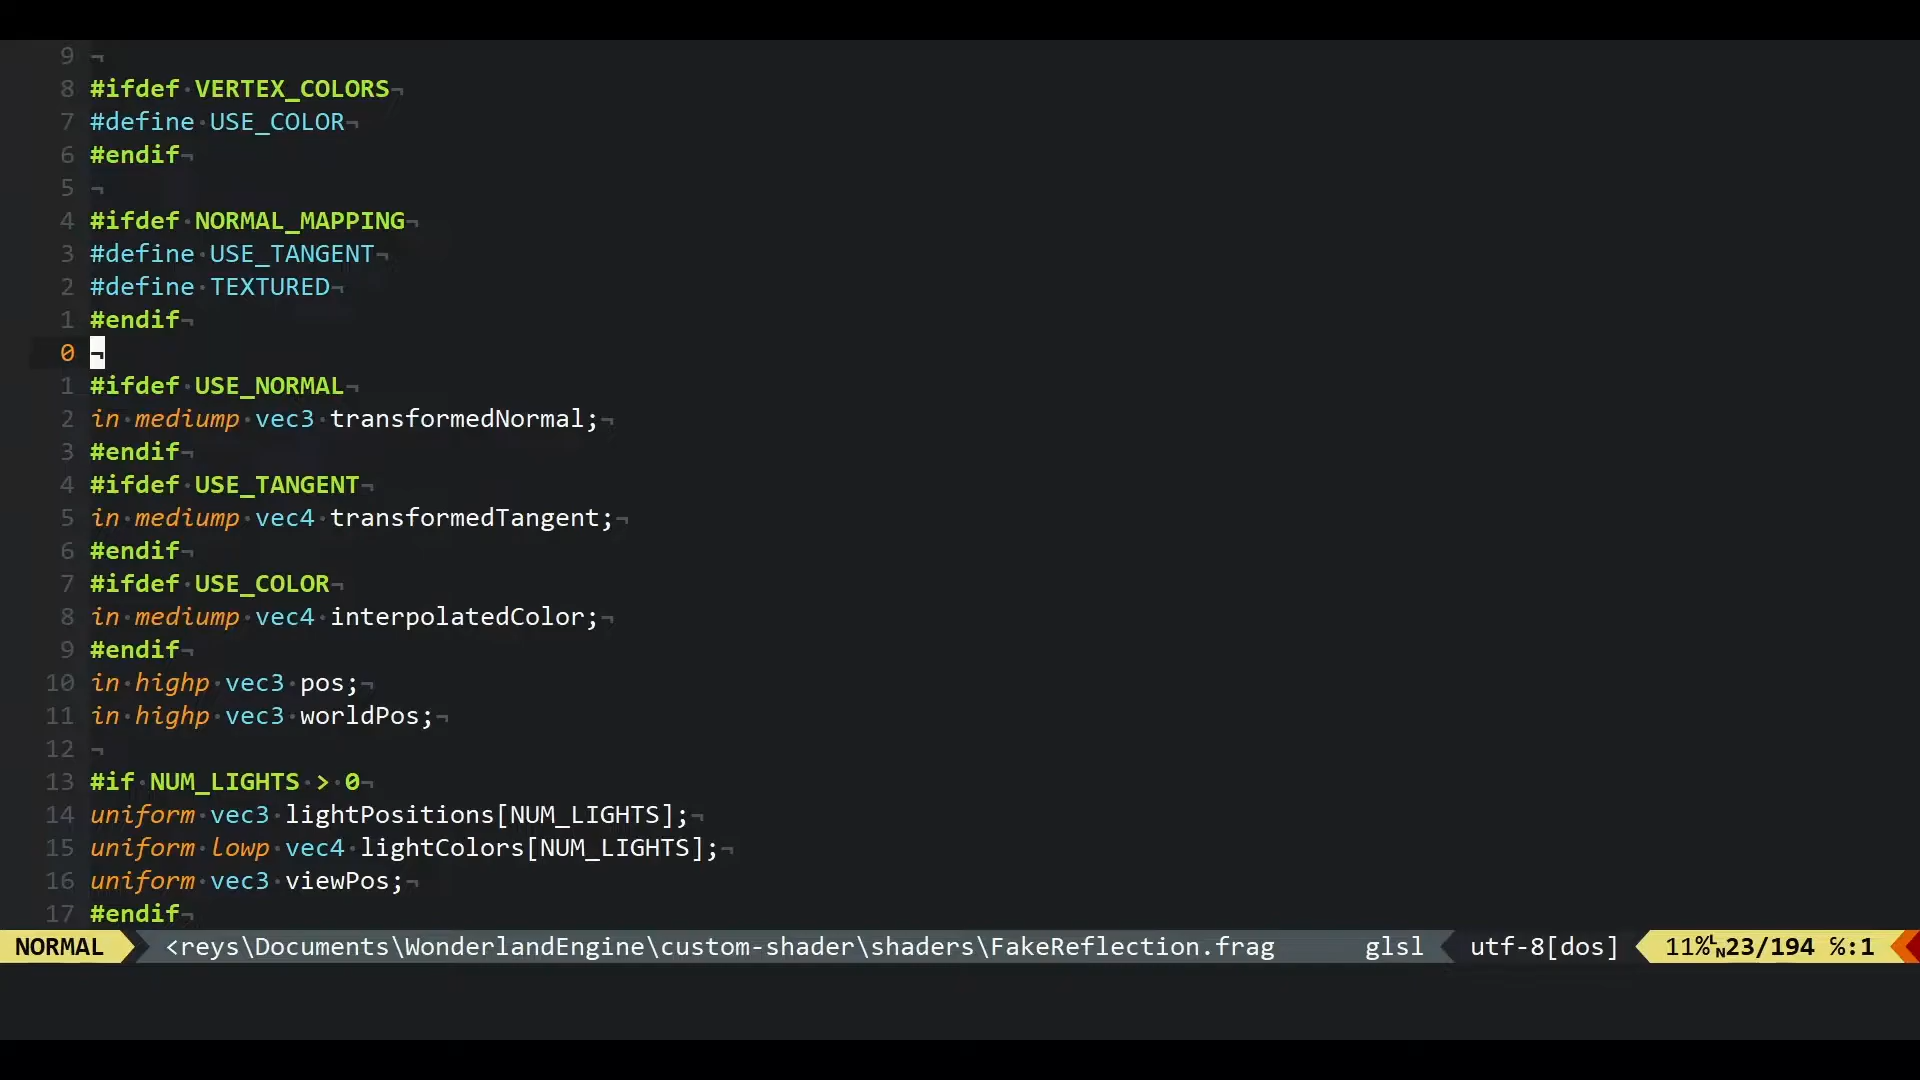 9 ¬
8 #ifdef·VERTEX_COLORS¬
7 #define·USE_COLOR¬
6 #endif¬
5 ¬
4 #ifdef·NORMAL_MAPPING¬
3 #define·USE_TANGENT¬
2 #define·TEXTURED¬
1 #endif¬
0 ¬
1 #ifdef·USE_NORMAL¬
2 in·mediump·vec3·transformedNormal;¬
3 #endif¬
4 #ifdef·USE_TANGENT¬
5 in·mediump·vec4·transformedTangent;¬
6 #endif¬
7 #ifdef·USE_COLOR¬
8 in·mediump·vec4·interpolatedColor;¬
9 #endif¬
10 in·highp·vec3·pos;¬
11 in·highp·vec3·worldPos;¬
12 ¬
13 #if·NUM_LIGHTS·>·0¬
14 uniform·vec3·lightPositions[NUM_LIGHTS];¬
15 uniform·lowp·vec4·lightColors[NUM_LIGHTS];¬
16 uniform·vec3·viewPos;¬
17 #endif¬
NORMAL <reys\Documents\WonderlandEngine\custom-shader\shaders\FakeReflection.frag glsl utf-8[dos] 11%␤23/194 ℅:1